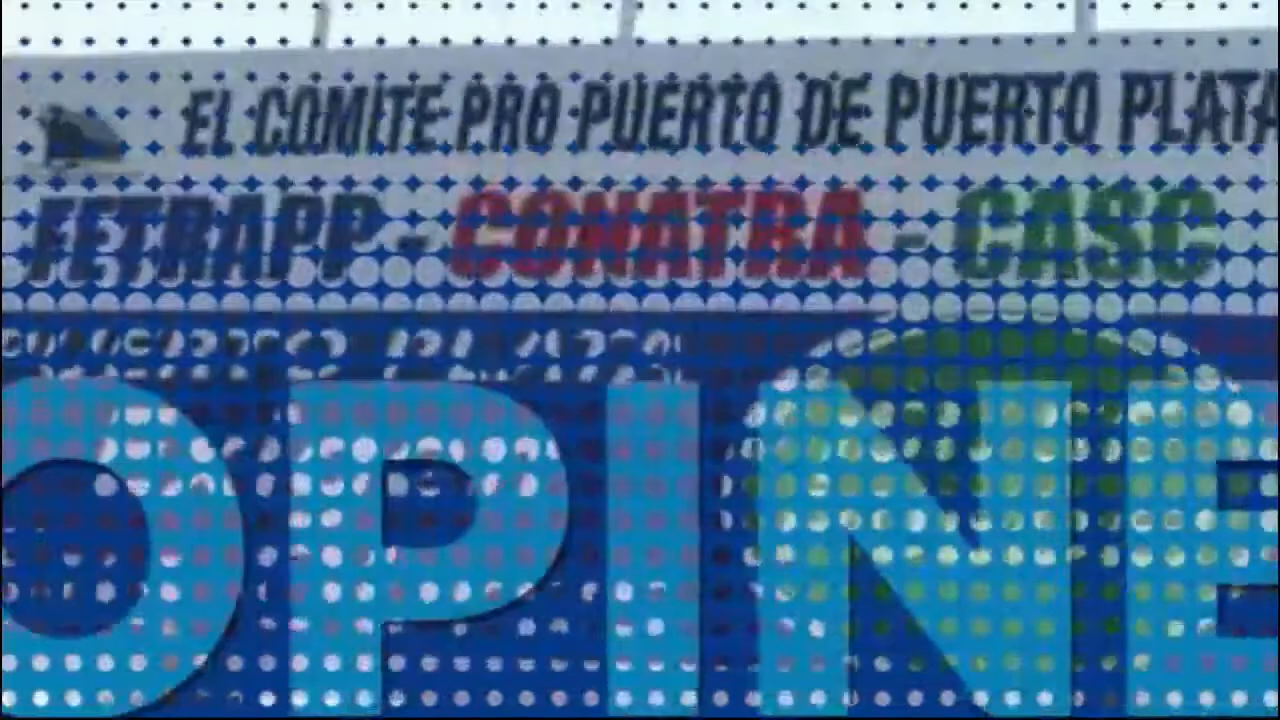 EL COMITE PRO PUERTO DE PUERTO PLATA
FETRAPP - CONATRA - CASC
OPINE